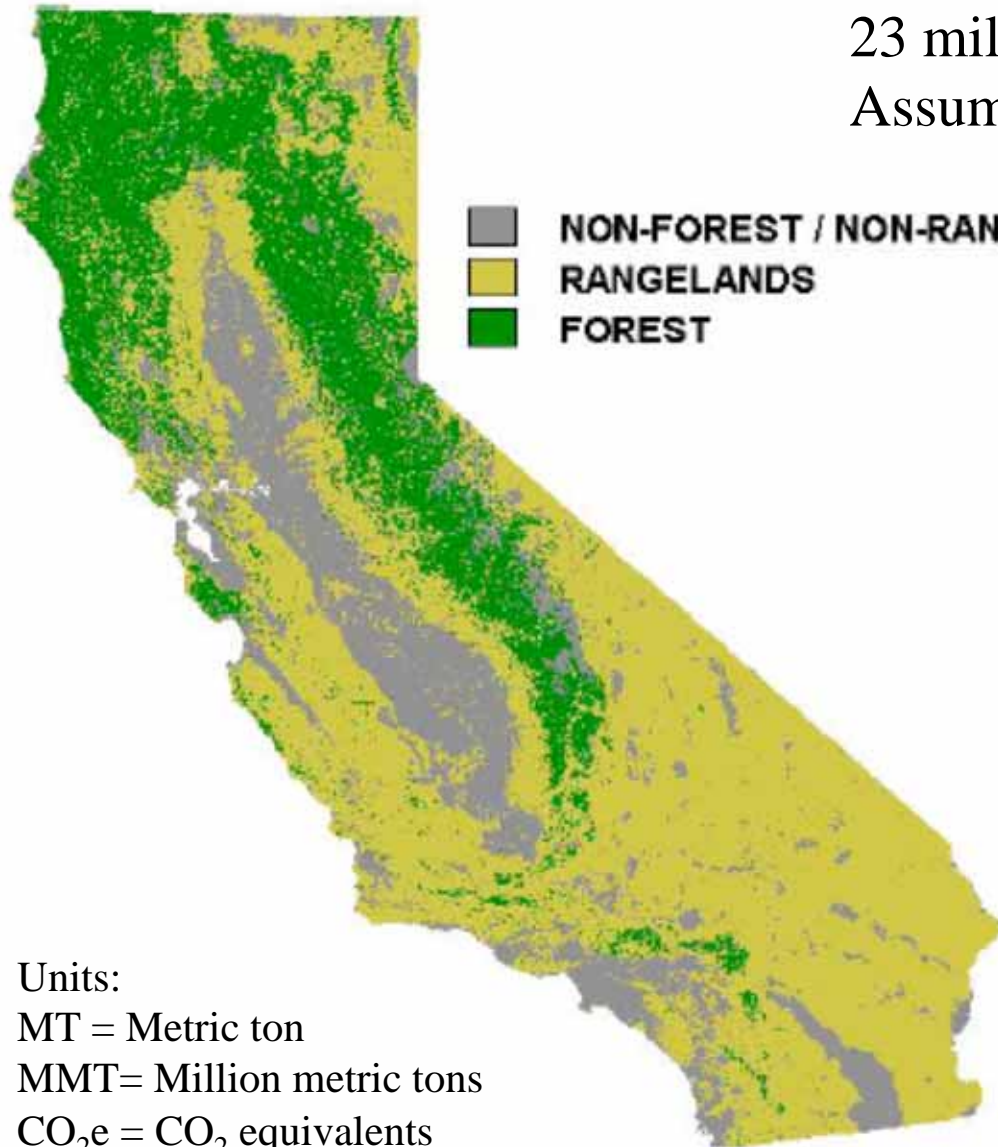 23 mil
Assum
NON-FOREST / NON-RAN
RANGELANDS
FOREST
Units:
MT = Metric ton
MMT= Million metric tons
CO₂e = CO₂ equivalents